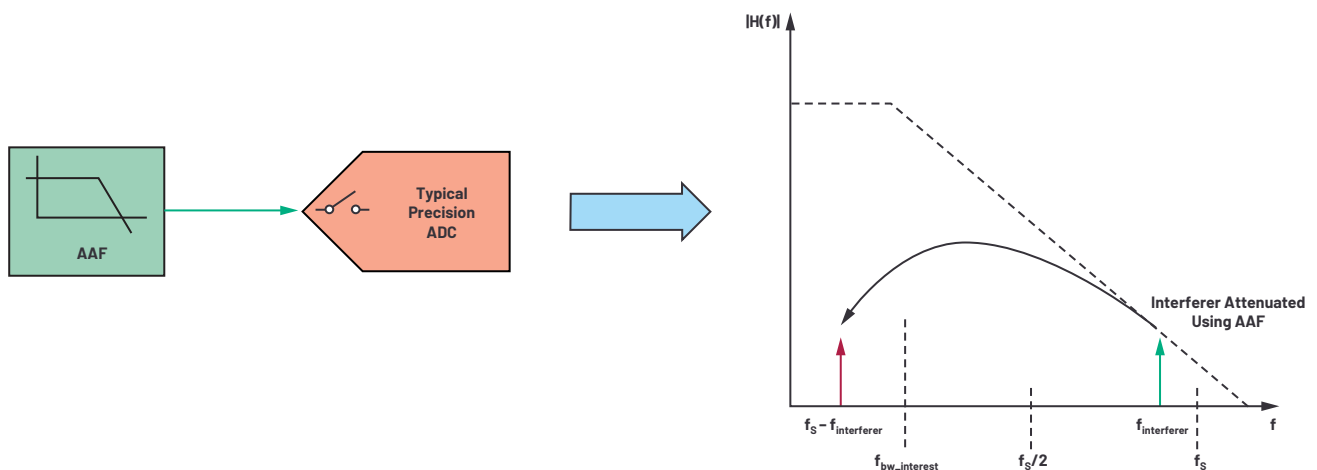 AAF
Typical
Precision
ADC
|H(f)|
Interferer Attenuated
Using AAF
fS – finterferer
finterferer
f
fbw_interest
fS/2
fS